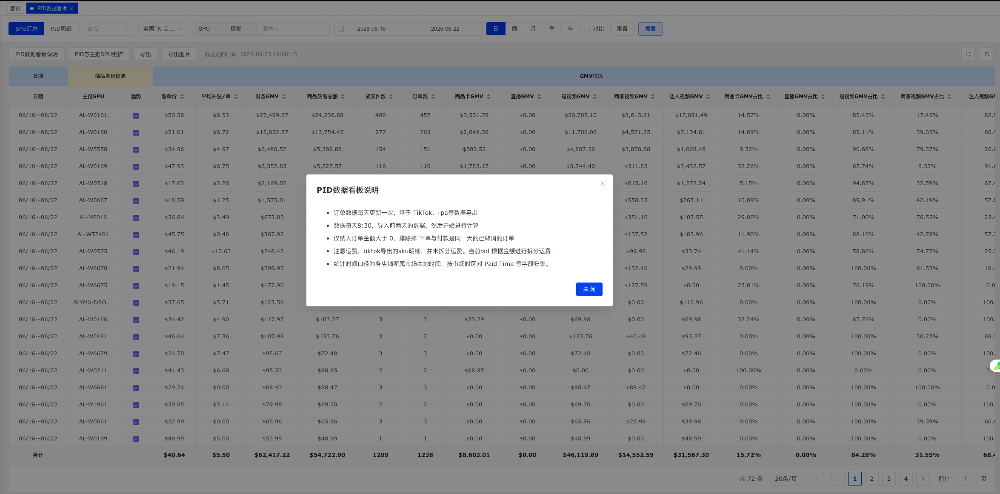 首页 PID数据看板
SPU汇总 PID明细 站点 美国TK-艾... SPU 模糊 请输入 2026-06-16 - 2026-06-22 日 周 月 季 年 对比 重置 搜索
PID数据看板说明 PID与主推SPU维护 导出 导出图片 数据更新时间：2026-06-23 15:06:13
日期 商品基础信息 GMV情况
日期 主推SPU 趋势 客单价 平均补贴/单 财务GMV 商品交易总额 成交件数 订单数 商品卡GMV 直播GMV 短视频GMV 商家视频GMV 达人视频GMV 商品卡GMV占比 直播GMV占比 短视频GMV占比 商家视频GMV占比 达人视频GM
06/16～06/22 AL-W0161 $50.56 $6.53 $27,499.87 $24,236.88 480 457 $3,531.78 $0.00 $20,705.10 $3,613.61 $17,091.49 14.57% 0.00% 85.43% 17.45% 82.5
06/16～06/22 AL-W0180 $51.01 $6.72 $15,832.87 $13,754.45 277 263 $2,048.39 $0.00 $11,706.06 $4,571.25 $7,134.81 14.89% 0.00% 85.11% 39.05% 60.9
06/16～06/22 AL-W5558 $34.96 $4.97 $6,480.52 $5,389.88 154 151 $502.52 $0.00 $4,887.36 $3,878.88 $1,008.48 9.32% 0.00% 90.68% 79.37% 20.6
06/16～06/22 AL-W0169 $47.93 $6.75 $6,352.83 $5,527.57 116 110 $1,783.17 $0.00 $3,744.40 $311.83 $3,432.57 32.26% 0.00% 67.74% 8.33% 91.6
06/16～06/22 AL-W0518 $17.63 $2.26 $2,169.02 $615.16 $1,272.24 5.15% 0.00% 94.85% 32.59% 67.4
06/16～06/22 AL-W0667 $18.59 $1.25 $1,575.01 $558.33 $765.11 10.09% 0.00% 89.91% 42.19% 57.8
06/16～06/22 AL-MP016 $36.84 $3.49 $673.83 $351.10 $107.55 29.00% 0.00% 71.00% 76.55% 23.4
06/16～06/22 AL-WT2404 $45.75 $0.48 $367.92 $137.52 $183.96 11.90% 0.00% 88.10% 42.78% 57.2
06/16～06/22 AL-W0575 $46.19 $10.63 $248.42 $99.98 $33.74 41.14% 0.00% 58.86% 74.77% 25.2
06/16～06/22 AL-W6678 $21.94 $8.05 $209.93 $132.40 $29.99 0.00% 0.00% 100.00% 81.53% 18.4
06/16～06/22 AL-W6675 $19.15 $1.45 $177.90 $127.59 $0.00 23.81% 0.00% 76.19% 100.00% 0.0
06/16～06/22 ALYMX-DRO... $37.65 $5.71 $123.56 $0.00 $112.96 0.00% 0.00% 100.00% 0.00% 100.
PID数据看板说明
• 订单数据每天更新一次，基于 TikTok、rpa等数据导出
• 数据每天8:30，导入前两天的数据，然后开始进行计算
• 仅纳入订单金额大于 0、排除掉 下单与付款是同一天的已取消的订单
• 注意运费，tiktok导出的sku明细，并未拆分运费。当前pid 根据金额进行拆分运费
• 统计时间口径为各店铺所属市场本地时间，按市场时区对 Paid Time 等字段归集。
关 闭
06/16～06/22 AL-W0166 $34.42 $4.90 $117.97 $103.27 3 3 $33.29 $0.00 $69.98 $0.00 $69.98 32.24% 0.00% 67.76% 0.00% 100.
06/16～06/22 AL-W0181 $46.64 $7.36 $107.98 $133.76 3 2 $0.00 $0.00 $133.76 $40.49 $93.27 0.00% 0.00% 100.00% 30.27% 69.7
06/16～06/22 AL-W6679 $24.70 $7.47 $95.67 $72.48 3 3 $0.00 $0.00 $72.48 $0.00 $72.48 0.00% 0.00% 100.00% 0.00% 100.
06/16～06/22 AL-W0211 $44.43 $6.68 $95.53 $88.85 2 2 $88.85 $0.00 $0.00 $0.00 $0.00 100.00% 0.00% 0.00% 0.00%
06/16～06/22 AL-W6681 $29.24 $0.00 $88.47 $88.47 3 3 $0.00 $0.00 $88.47 $88.47 $0.00 0.00% 0.00% 100.00% 100.00% 0.0
06/16～06/22 AL-W1961 $39.85 $5.14 $79.98 $69.70 2 2 $0.00 $0.00 $69.70 $0.00 $69.70 0.00% 0.00% 100.00% 0.00% 100.
06/16～06/22 AL-W0661 $22.99 $0.00 $65.96 $65.96 3 3 $0.00 $0.00 $65.96 $25.98 $39.98 0.00% 0.00% 100.00% 39.39% 60.6
06/16～06/22 AL-W0199 $48.99 $5.00 $53.99 $48.99 1 1 $0.00 $0.00 $48.99 $0.00 $48.99 0.00% 0.00% 100.00% 0.00% 100.
合计 $40.64 $5.50 $62,417.22 $54,722.90 1289 1238 $8,603.01 $0.00 $46,119.89 $14,552.59 $31,567.30 15.72% 0.00% 84.28% 31.55% 68.4
共 72 条 20条/页 1 2 3 4 前往 1 页